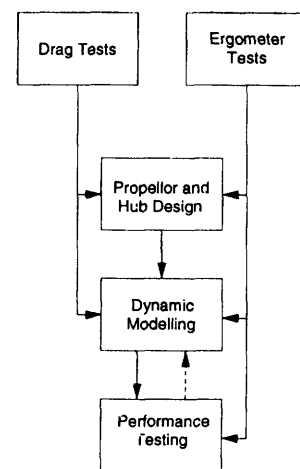 Drag Tests
Ergometer
Tests
Propellor and
Hub Design
Dynamic
Modelling
Performance
Testing